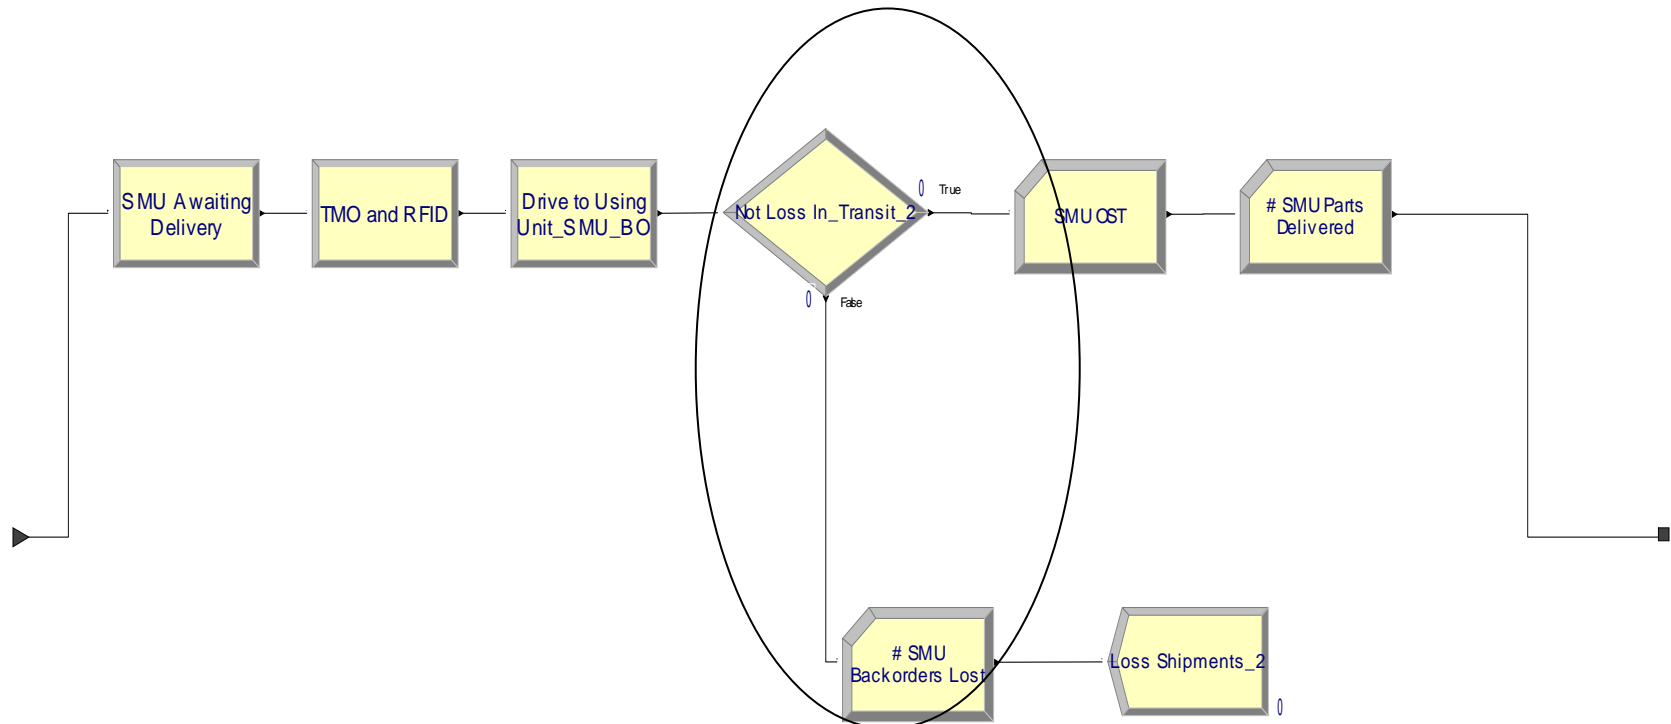 SMU Awaiting
Delivery
TMO and RFID
Drive to Using
Unit_SMU_BO
Not Loss In_Transit_2
0
True
0
False
SMU OST
# SMU Parts
Delivered
# SMU
Backorders Lost
Loss Shipments_2
0